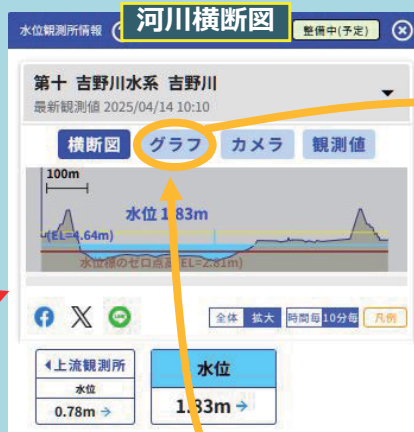 河川横断図
水位観測所情報
整備中(予定)
第十 吉野川水系 吉野川
最新観測値 2025/04/14 10:10
横断図 グラフ カメラ 観測値
100m
水位 1.83m
(EL=4.64m)
水位標のゼロ点高(EL=2.81m)
全体 拡大 時間毎 10分毎 凡例
上流観測所
水位
0.78m →
水位
1.83m →